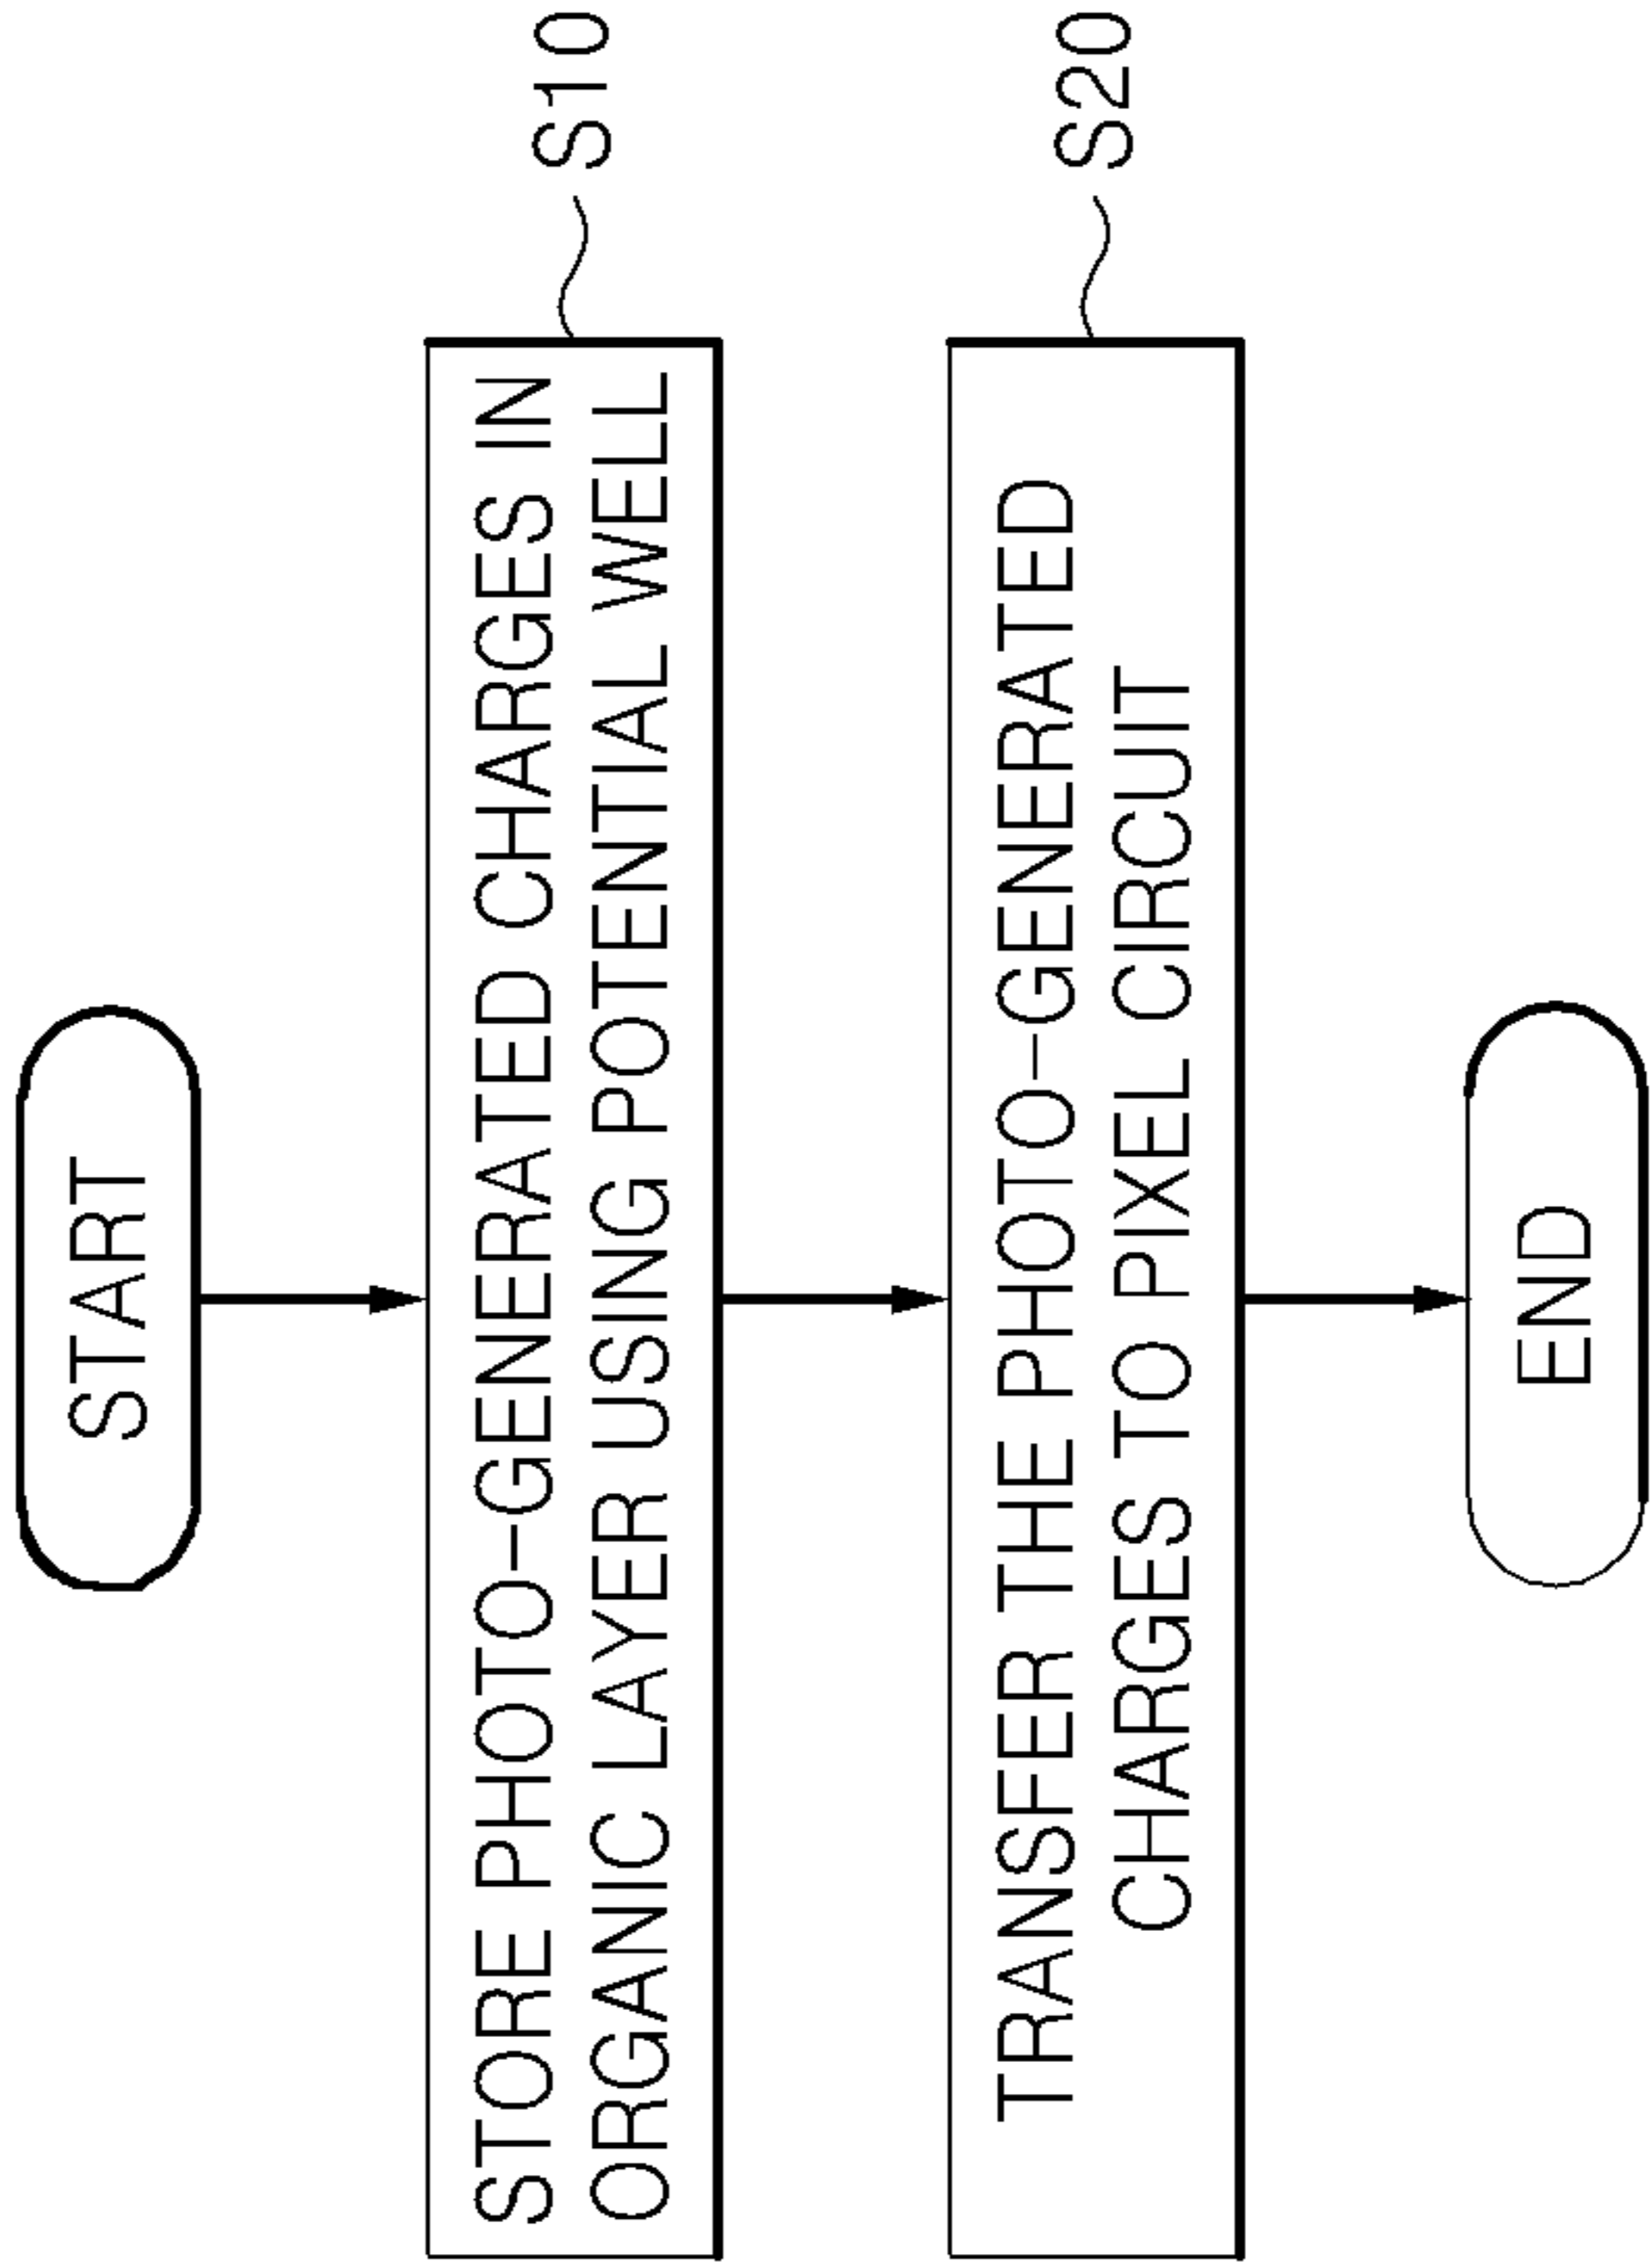 START
STORE PHOTO-GENERATED CHARGES IN
ORGANIC LAYER USING POTENTIAL WELL
S10
TRANSFER THE PHOTO-GENERATED
CHARGES TO PIXEL CIRCUIT
S20
END